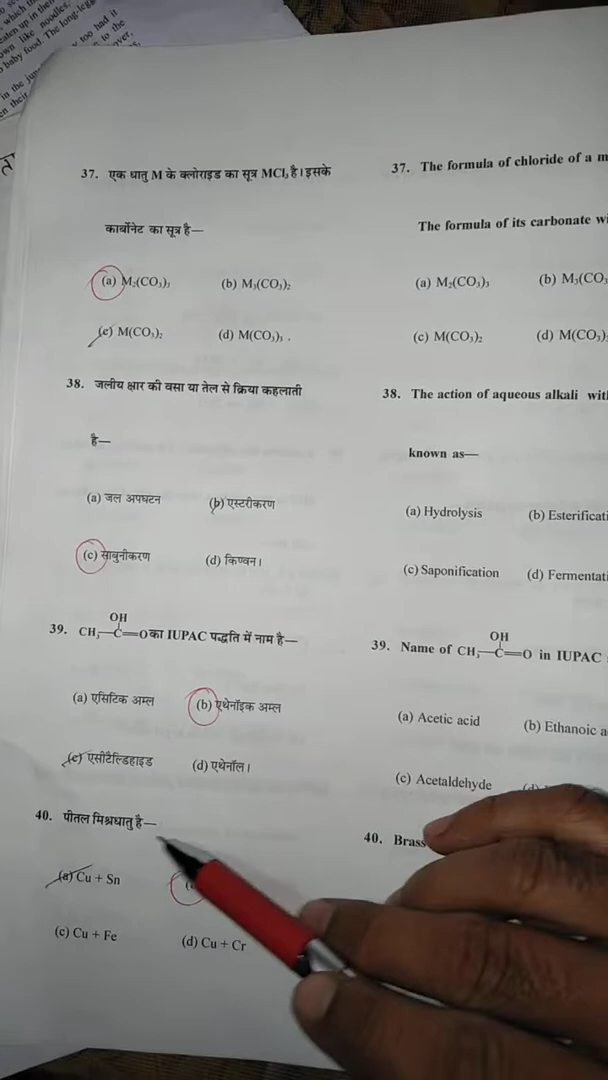 37. एक धातु M के क्लोराइड का सूत्र MCl₃ है। इसके
कार्बोनेट का सूत्र है—
(a) M₂(CO₃)₃ (b) M₃(CO₃)₂
(c) M(CO₃)₂ (d) M(CO₃)₃ .
38. जलीय क्षार की वसा या तेल से क्रिया कहलाती
है—
(a) जल अपघटन (b) एस्टरीकरण
(c) साबुनीकरण (d) किण्वन।
OH
39. CH₃—C=O का IUPAC पद्धति में नाम है—
(a) एसिटिक अम्ल (b) एथेनॉइक अम्ल
(c) एसीटैल्डिहाइड (d) एथेनॉल।
40. पीतल मिश्रधातु है—
(a) Cu + Sn
(c) Cu + Fe (d) Cu + Cr
37. The formula of chloride of a
The formula of its carbonate
(a) M₂(CO₃)₃ (b) M₃(CO₃
(c) M(CO₃)₂ (d) M(CO₃)
38. The action of aqueous alkali
known as—
(a) Hydrolysis (b) Esterificati
(c) Saponification (d) Fermentati
OH
39. Name of CH₃—C=O in IUPAC
(a) Acetic acid (b) Ethanoic a
(c) Acetaldehyde
40. Brass